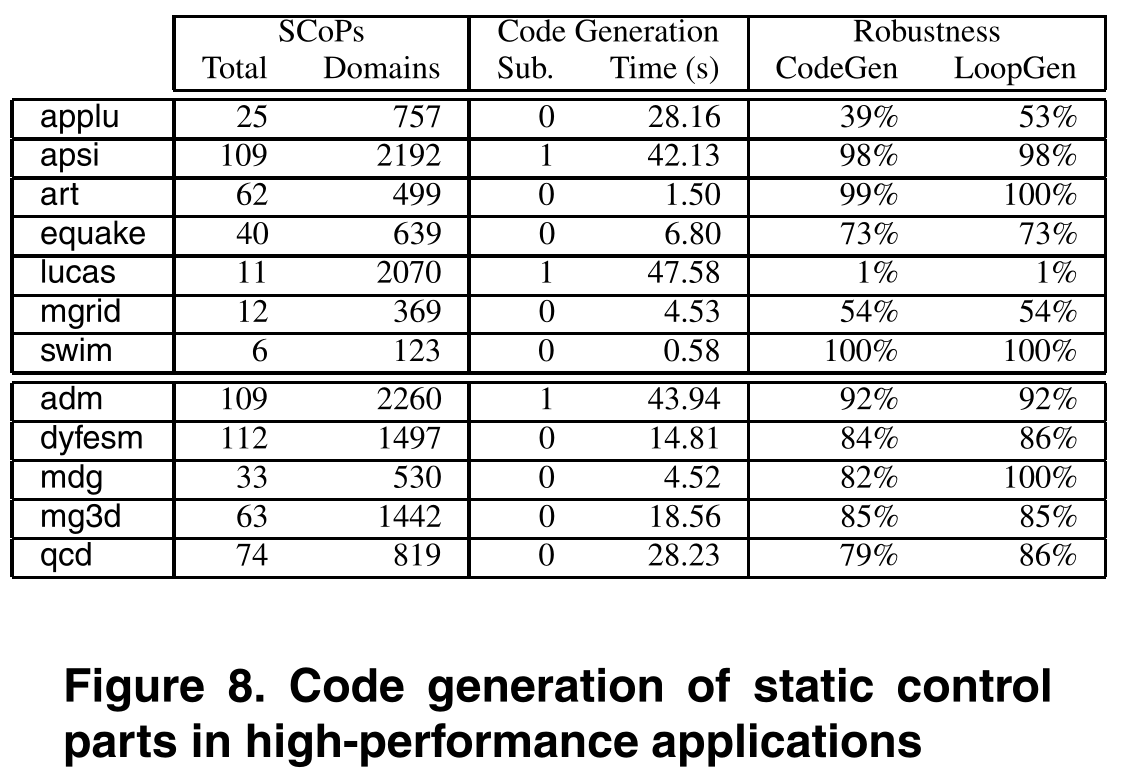 SCoPs Code Generation Robustness
Total Domains Sub. Time (s) CodeGen LoopGen
applu 25 757 0 28.16 39% 53%
apsi 109 2192 1 42.13 98% 98%
art 62 499 0 1.50 99% 100%
equake 40 639 0 6.80 73% 73%
lucas 11 2070 1 47.58 1% 1%
mgrid 12 369 0 4.53 54% 54%
swim 6 123 0 0.58 100% 100%
adm 109 2260 1 43.94 92% 92%
dyfesm 112 1497 0 14.81 84% 86%
mdg 33 530 0 4.52 82% 100%
mg3d 63 1442 0 18.56 85% 85%
qcd 74 819 0 28.23 79% 86%
Figure 8. Code generation of static control
parts in high-performance applications